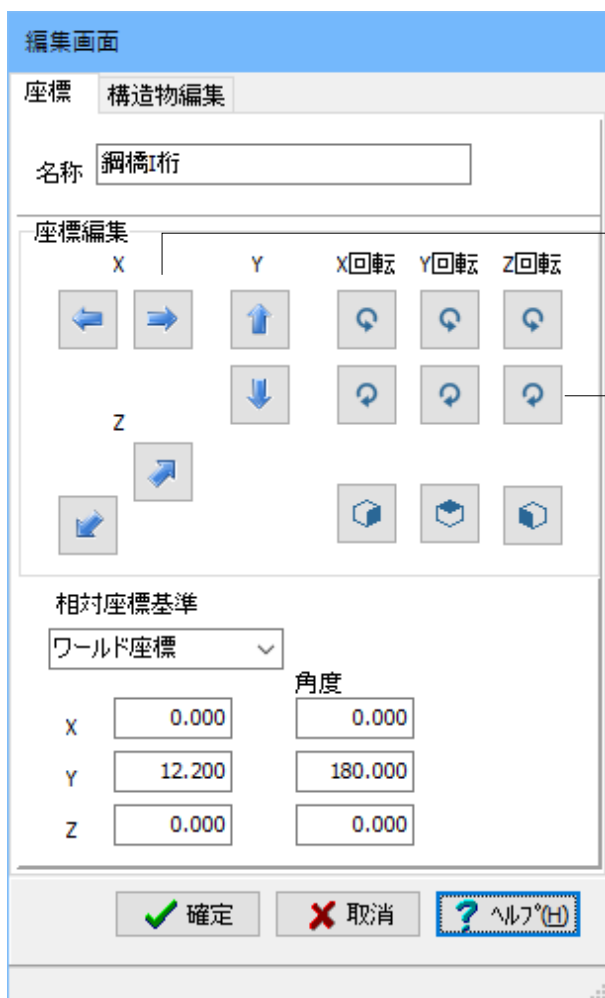 編集画面
座標 構造物編集
名称 鋼橋I桁
座標編集
X Y X回転 Y回転 Z回転
Z
相対座標基準
ワールド座標
角度
X 0.000 0.000
Y 12.200 180.000
Z 0.000 0.000
確定 取消 ヘルプ(H)